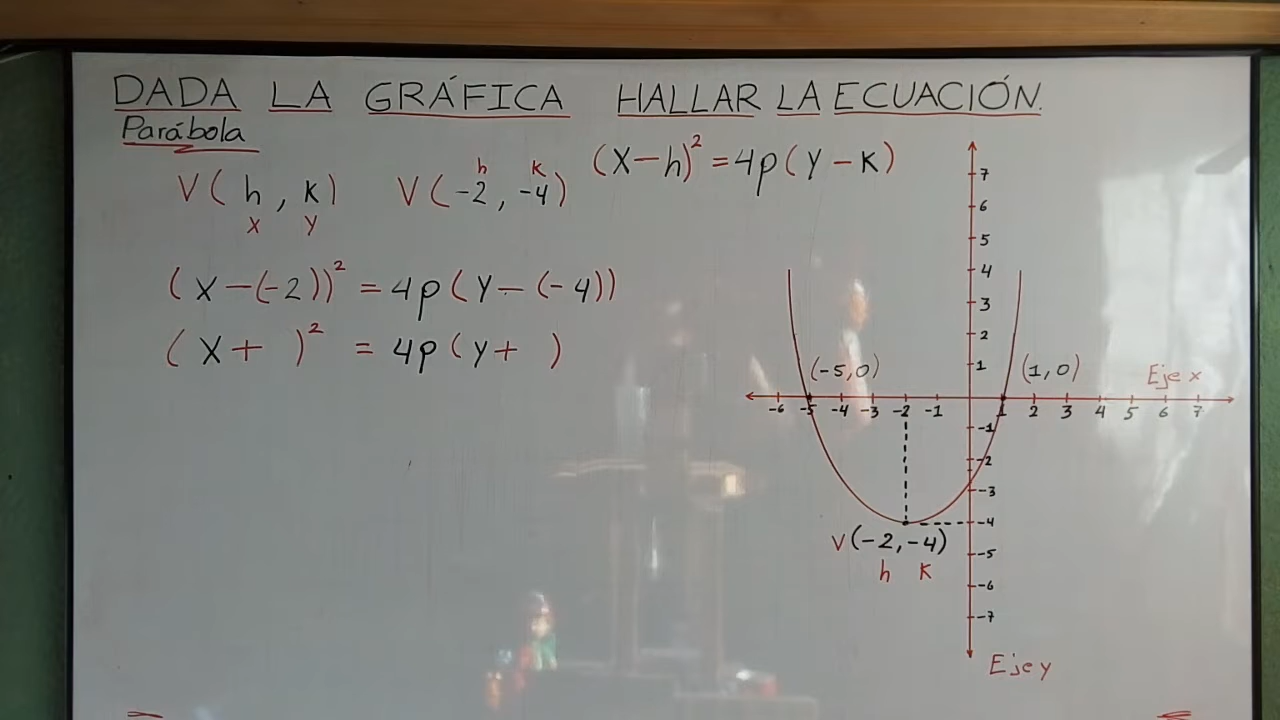 DADA LA GRÁFICA HALLAR LA ECUACIÓN.
Parábola
V(h, k) V(-2, -4) (X-h)² = 4p(Y-K)
h K
x y
(x-(-2))² = 4p(y-(-4))
(x+ )² = 4p(y+ )
7
6
5
4
3
2
1
(-5,0) (1,0) Eje x
-6 -5 -4 -3 -2 -1 1 2 3 4 5 6 7
-1
-2
-3
-4
V(-2,-4)
-5
h K
-6
-7
Eje y